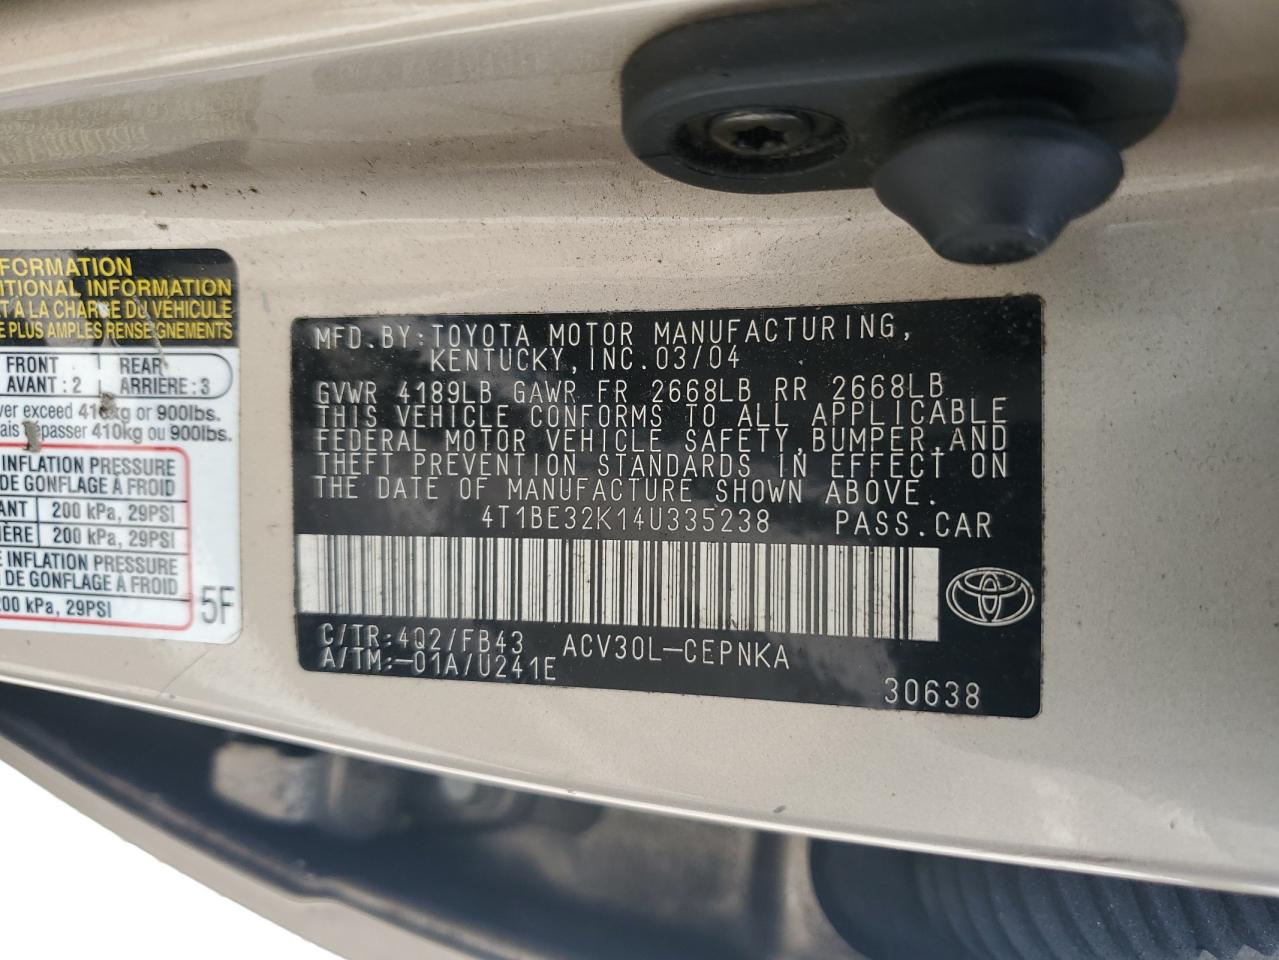 FORMATION
TIONAL INFORMATION
T À LA CHARGE DU VÉHICULE
E PLUS AMPLES RENSEIGNEMENTS
FRONT
AVANT : 2
REAR
ARRIÈRE : 3
ver exceed 410kg or 900lbs.
ais trepasser 410kg ou 900lbs.
INFLATION PRESSURE
DE GONFLAGE À FROID
ANT 200 kPa, 29PSI
IÈRE 200 kPa, 29PSI
E INFLATION PRESSURE
DE GONFLAGE À FROID
200 kPa, 29PSI
5F
MFD. BY: TOYOTA MOTOR MANUFACTURING,
KENTUCKY, INC. 03/04
GVWR 4189LB GAWR FR 2668LB RR 2668LB
THIS VEHICLE CONFORMS TO ALL APPLICABLE
FEDERAL MOTOR VEHICLE SAFETY, BUMPER, AND
THEFT PREVENTION STANDARDS IN EFFECT ON
THE DATE OF MANUFACTURE SHOWN ABOVE.
4T1BE32K14U335238 PASS. CAR
C/TR: 4Q2/FB43 ACV30L-CEPNKA
A/TM: -01A/U241E
30638